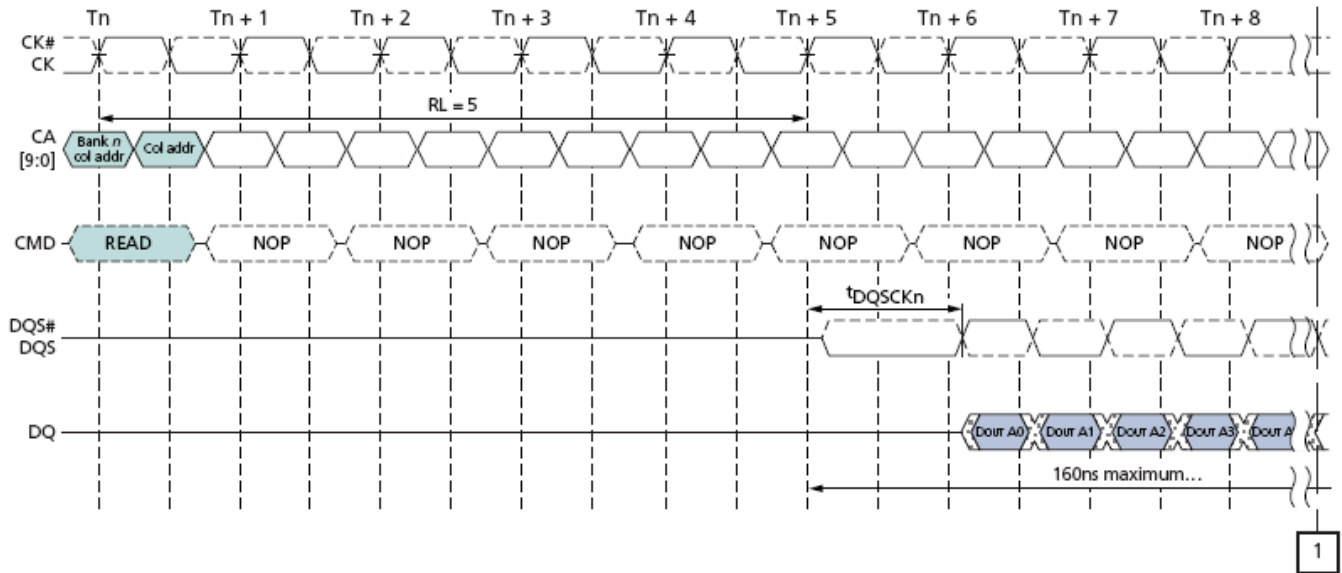 Tn Tn + 1 Tn + 2 Tn + 3 Tn + 4 Tn + 5 Tn + 6 Tn + 7 Tn + 8
CK#
CK
RL = 5
CA
[9:0]
Bank n
col addr
Col addr
CMD READ NOP NOP NOP NOP NOP NOP NOP NOP
tDQSCKn
DQS#
DQS
DQ DOUT A0 DOUT A1 DOUT A2 DOUT A3 DOUT A
160ns maximum...
1